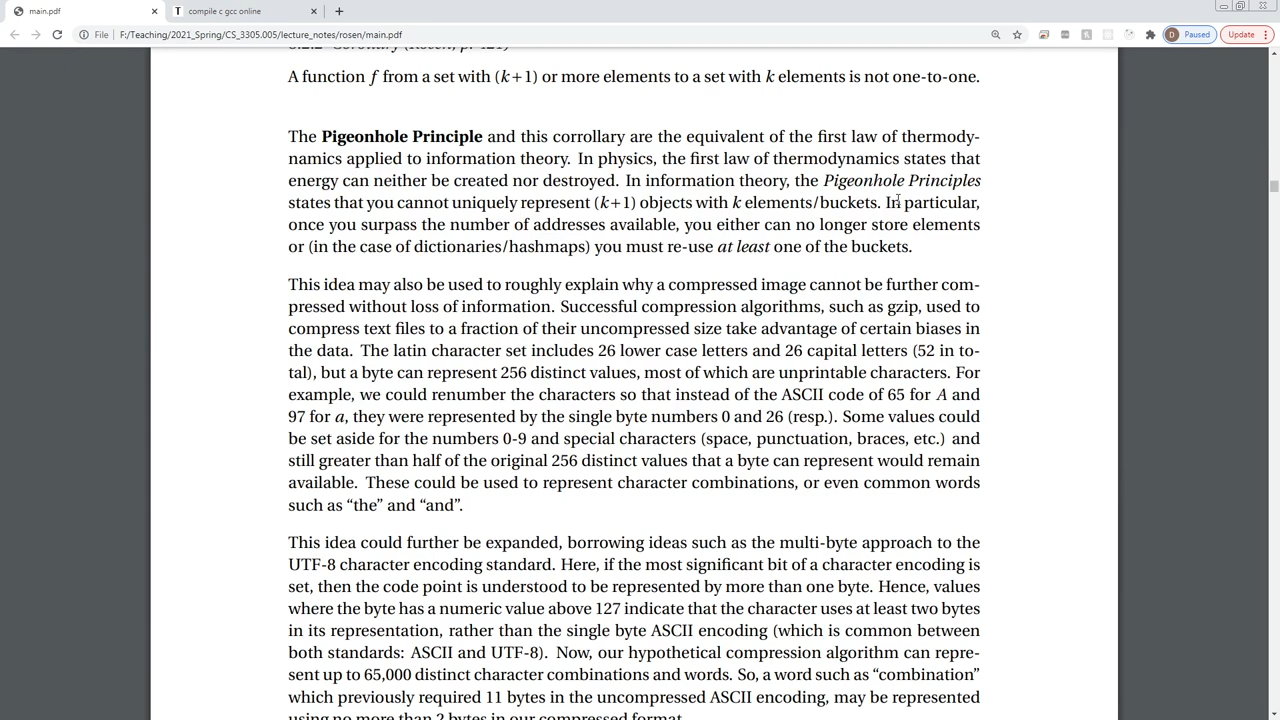 main.pdf
compile c gcc online
File
F:/Teaching/2021_Spring/CS_3305.005/lecture_notes/rosen/main.pdf
D Paused
Update
A function f from a set with (k+1) or more elements to a set with k elements is not one-to-one.
The Pigeonhole Principle and this corrollary are the equivalent of the first law of thermody-
namics applied to information theory. In physics, the first law of thermodynamics states that
energy can neither be created nor destroyed. In information theory, the Pigeonhole Principles
states that you cannot uniquely represent (k+1) objects with k elements/buckets. In particular,
once you surpass the number of addresses available, you either can no longer store elements
or (in the case of dictionaries/hashmaps) you must re-use at least one of the buckets.
This idea may also be used to roughly explain why a compressed image cannot be further com-
pressed without loss of information. Successful compression algorithms, such as gzip, used to
compress text files to a fraction of their uncompressed size take advantage of certain biases in
the data. The latin character set includes 26 lower case letters and 26 capital letters (52 in to-
tal), but a byte can represent 256 distinct values, most of which are unprintable characters. For
example, we could renumber the characters so that instead of the ASCII code of 65 for A and
97 for a, they were represented by the single byte numbers 0 and 26 (resp.). Some values could
be set aside for the numbers 0-9 and special characters (space, punctuation, braces, etc.) and
still greater than half of the original 256 distinct values that a byte can represent would remain
available. These could be used to represent character combinations, or even common words
such as “the” and “and”.
This idea could further be expanded, borrowing ideas such as the multi-byte approach to the
UTF-8 character encoding standard. Here, if the most significant bit of a character encoding is
set, then the code point is understood to be represented by more than one byte. Hence, values
where the byte has a numeric value above 127 indicate that the character uses at least two bytes
in its representation, rather than the single byte ASCII encoding (which is common between
both standards: ASCII and UTF-8). Now, our hypothetical compression algorithm can repre-
sent up to 65,000 distinct character combinations and words. So, a word such as “combination”
which previously required 11 bytes in the uncompressed ASCII encoding, may be represented
using no more than 2 bytes in our compressed format.